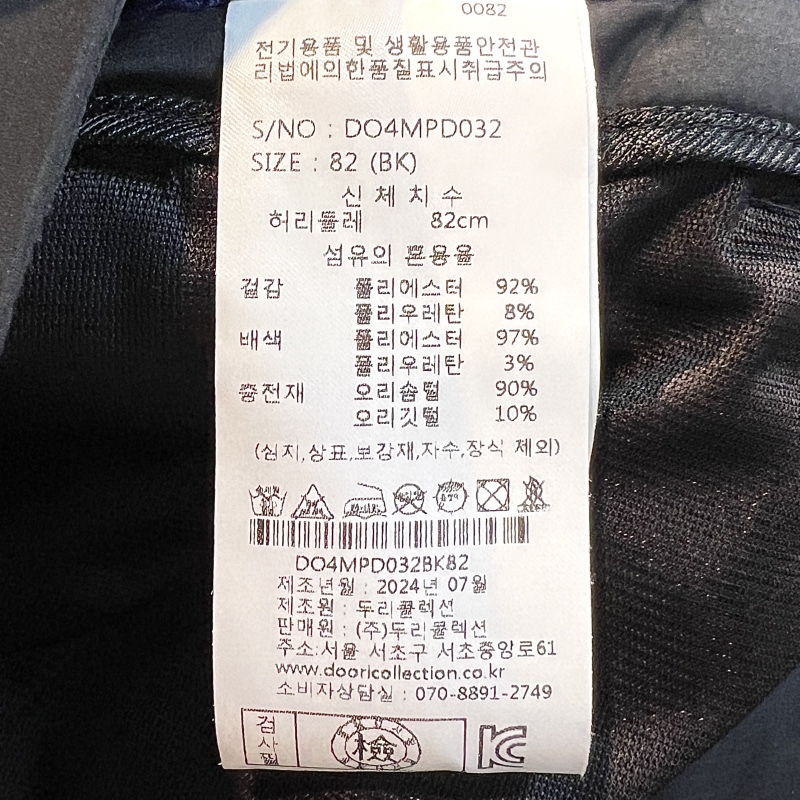 0082
전기용품 및 생활용품안전관
리법에의한품질표시취급주의
S/NO : DO4MPD032
SIZE : 82 (BK)
신 체 치 수
허리둘레 82cm
섬유의 혼용율
겉감 폴리에스터 92%
폴리우레탄 8%
배색 폴리에스터 97%
폴리우레탄 3%
충전재 오리솜털 90%
오리깃털 10%
(심지,상표,보강재,자수,장식 제외)
DO4MPD032BK82
제조년월 : 2024년 07월
제조원 : 두리콜렉션
판매원 : (주)두리콜렉션
주소:서울 서초구 서초중앙로61
www.dooricollection.co.kr
소비자상담실 : 070-8891-2749
검사필
檢
KC